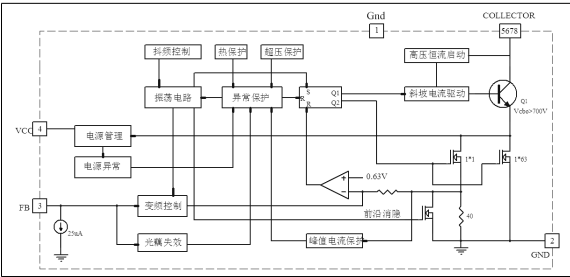 Gnd
COLLECTOR
1
5678
抖频控制
热保护
超压保护
高压恒流启动
振荡电路
异常保护
S
R
R
Q1
Q2
斜坡电流驱动
Q1
Vcbo>700V
VCC
4
电源管理
电源异常
1*1
1*63
0.63V
+
−
FB
3
变频控制
前沿消隐
25uA
光耦失效
峰值电流保护
40
2
GND